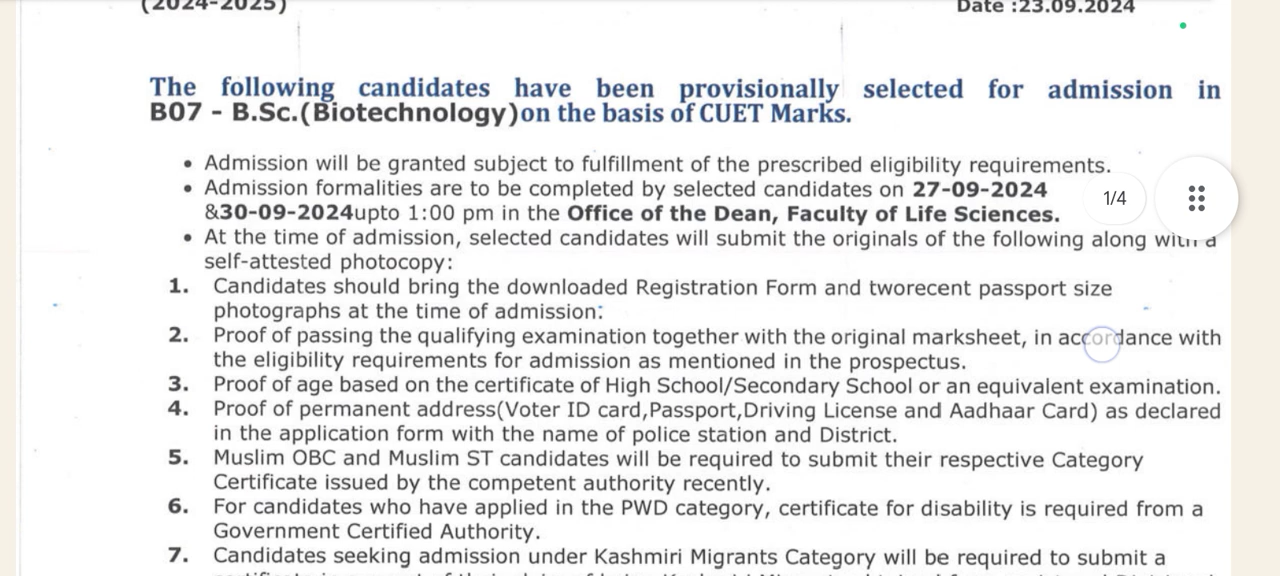 (2024-2025) Date :23.09.2024
The following candidates have been provisionally selected for admission in
B07 - B.Sc.(Biotechnology)on the basis of CUET Marks.
• Admission will be granted subject to fulfillment of the prescribed eligibility requirements.
• Admission formalities are to be completed by selected candidates on 27-09-2024
&30-09-2024upto 1:00 pm in the Office of the Dean, Faculty of Life Sciences.
1/4
• At the time of admission, selected candidates will submit the originals of the following along with a
self-attested photocopy:
1. Candidates should bring the downloaded Registration Form and tworecent passport size
photographs at the time of admission:
2. Proof of passing the qualifying examination together with the original marksheet, in accordance with
the eligibility requirements for admission as mentioned in the prospectus.
3. Proof of age based on the certificate of High School/Secondary School or an equivalent examination.
4. Proof of permanent address(Voter ID card,Passport,Driving License and Aadhaar Card) as declared
in the application form with the name of police station and District.
5. Muslim OBC and Muslim ST candidates will be required to submit their respective Category
Certificate issued by the competent authority recently.
6. For candidates who have applied in the PWD category, certificate for disability is required from a
Government Certified Authority.
7. Candidates seeking admission under Kashmiri Migrants Category will be required to submit a